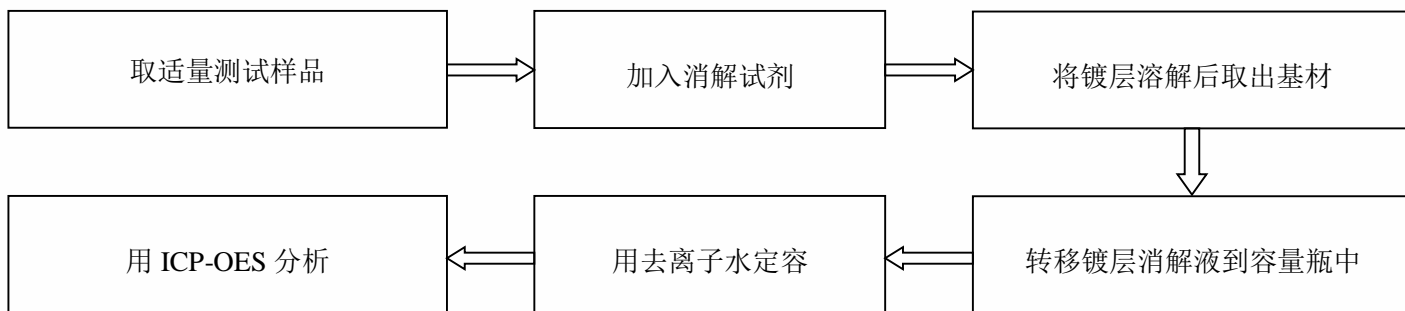 取适量测试样品
加入消解试剂
将镀层溶解后取出基材
转移镀层消解液到容量瓶中
用去离子水定容
用 ICP-OES 分析